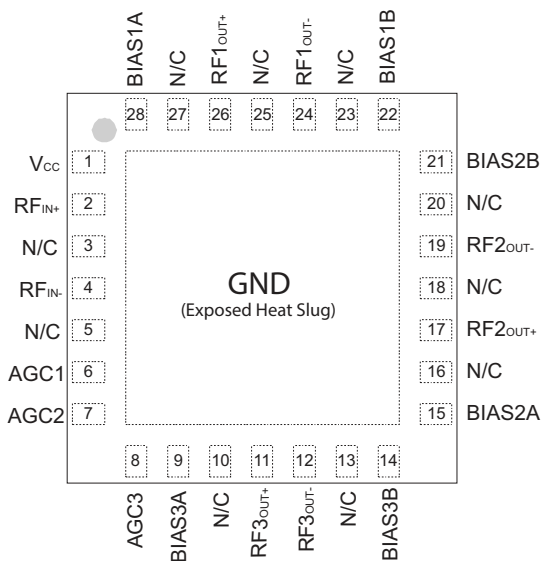 BIAS1A
N/C
RF1OUT+
N/C
RF1OUT-
N/C
BIAS1B
28
27
26
25
24
23
22
VCC 1
RFIN+ 2
N/C 3
RFIN- 4
N/C 5
AGC1 6
AGC2 7
21 BIAS2B
20 N/C
19 RF2OUT-
18 N/C
17 RF2OUT+
16 N/C
15 BIAS2A
GND
(Exposed Heat Slug)
8
9
10
11
12
13
14
AGC3
BIAS3A
N/C
RF3OUT+
RF3OUT-
N/C
BIAS3B